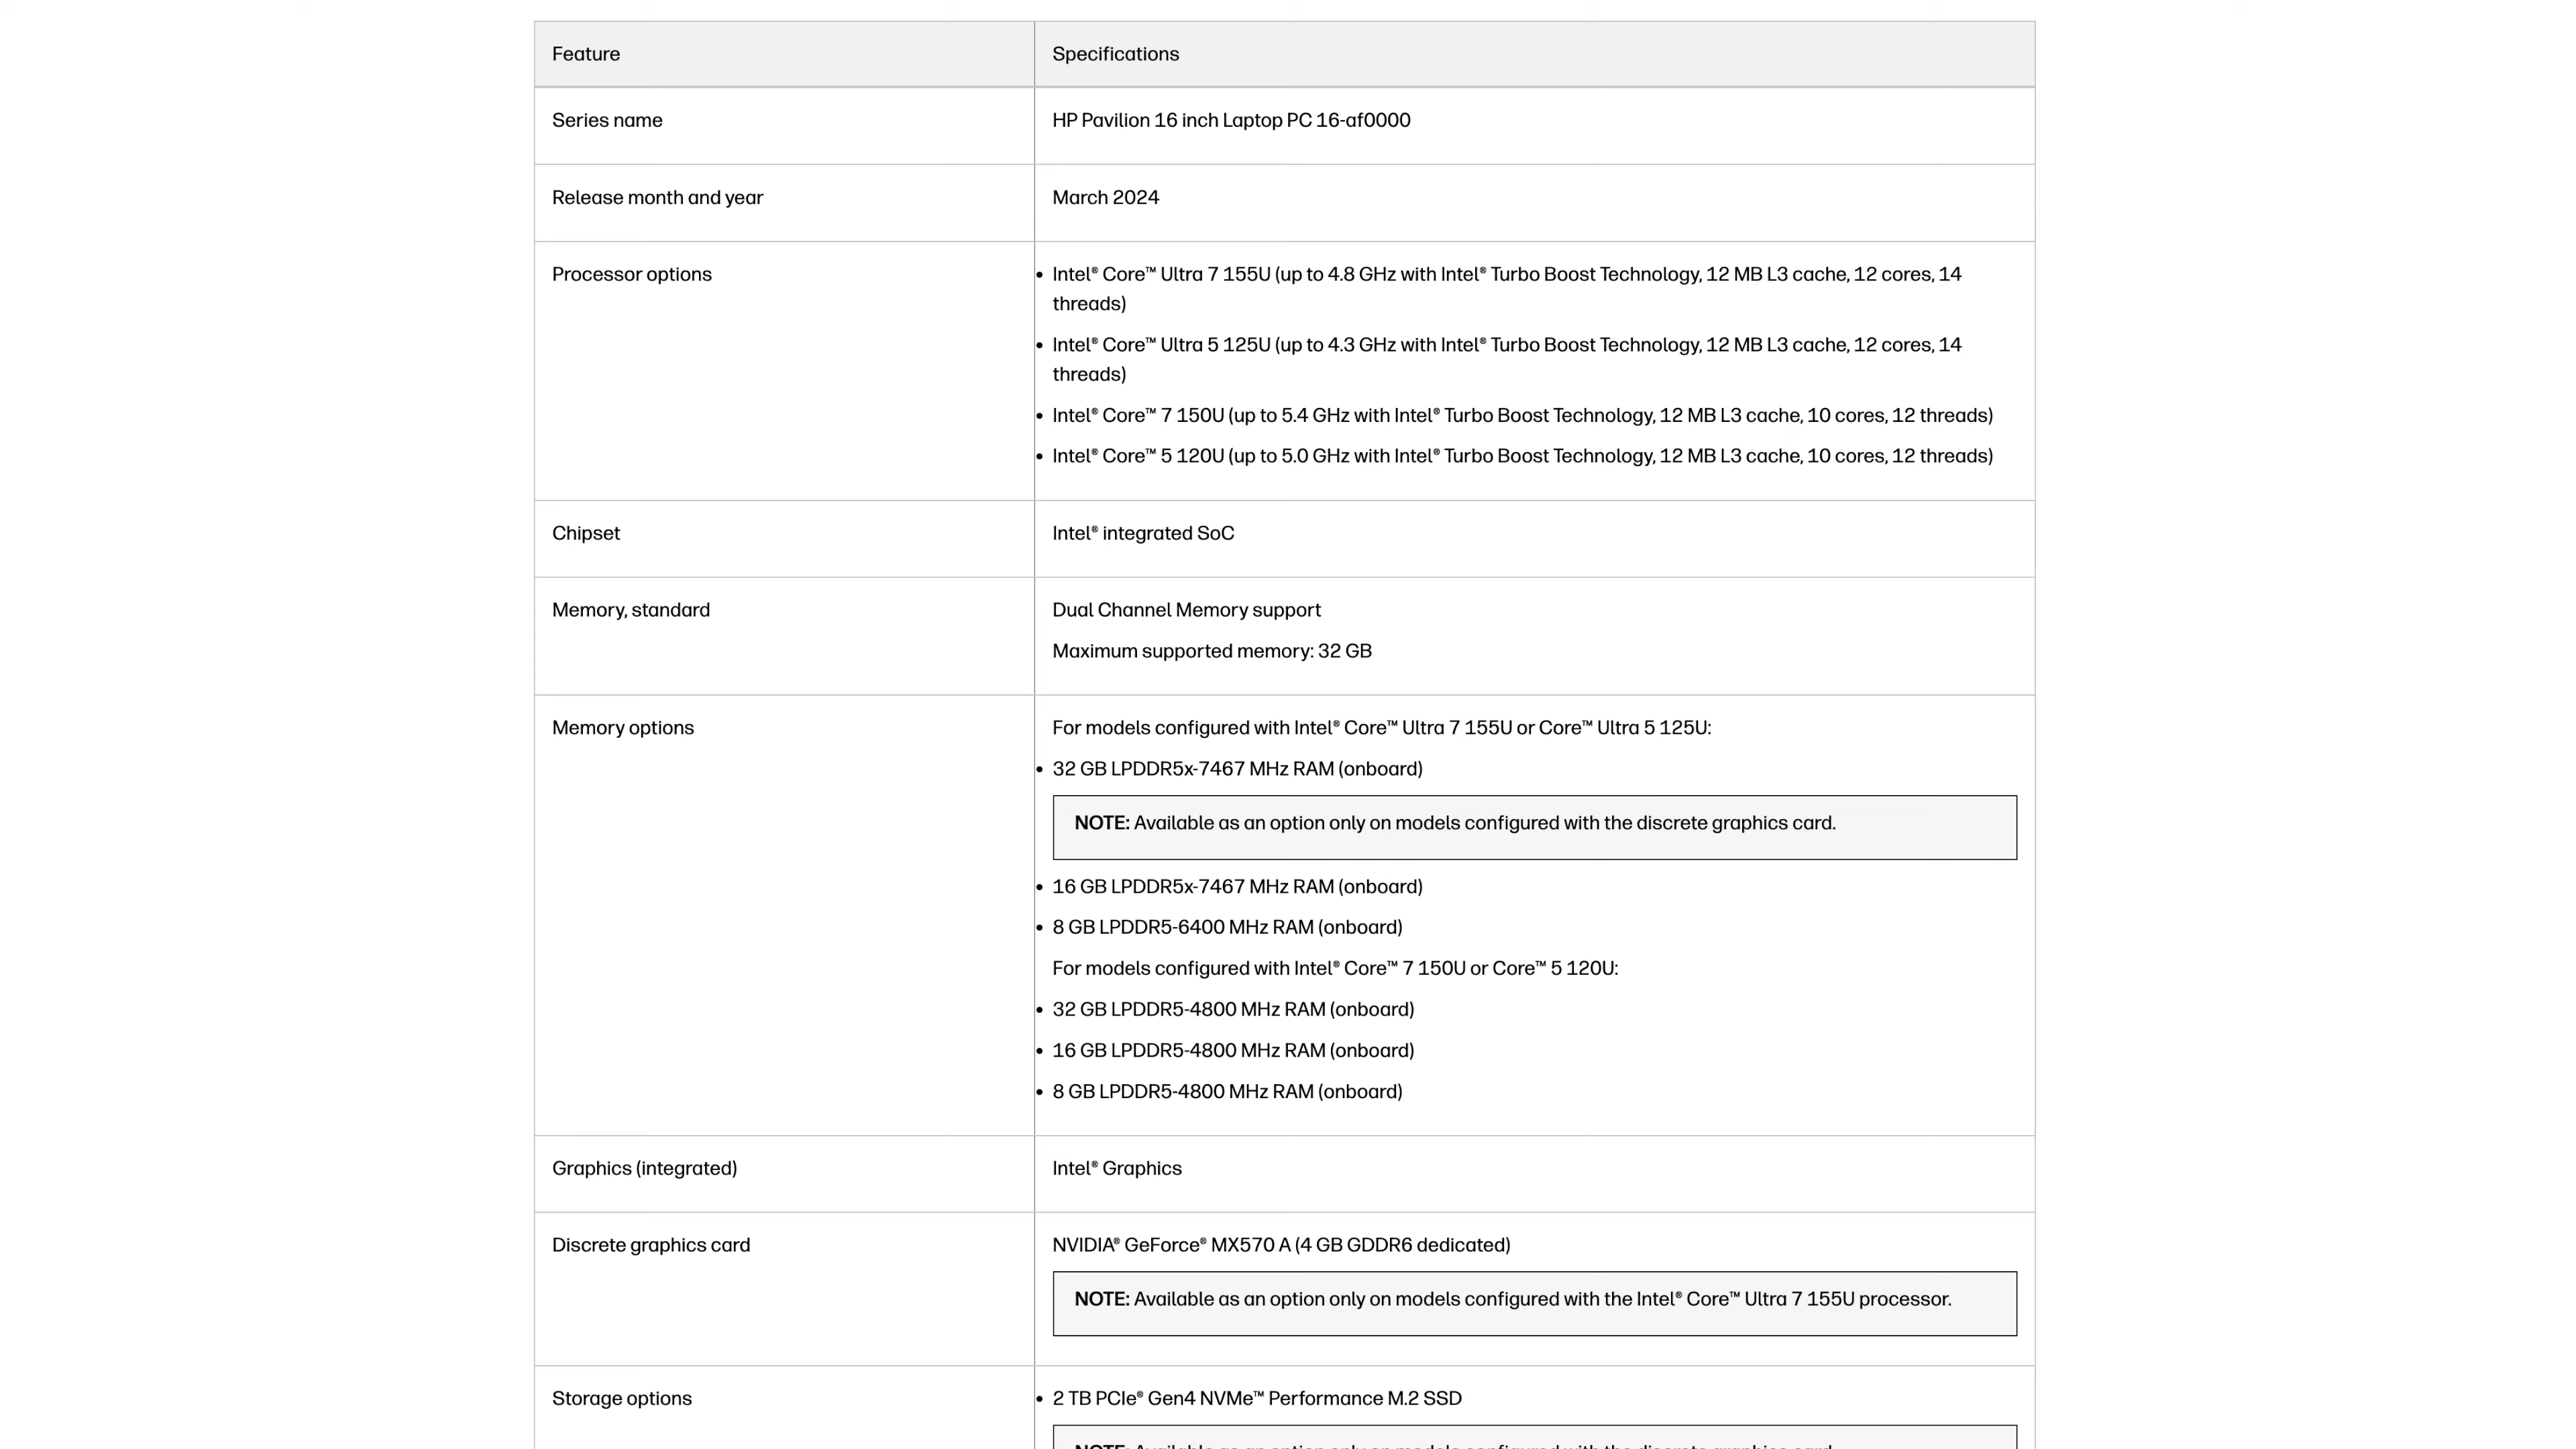 Feature
Specifications
Series name
HP Pavilion 16 inch Laptop PC 16-af0000
Release month and year
March 2024
Processor options
• Intel® Core™ Ultra 7 155U (up to 4.8 GHz with Intel® Turbo Boost Technology, 12 MB L3 cache, 12 cores, 14
threads)
• Intel® Core™ Ultra 5 125U (up to 4.3 GHz with Intel® Turbo Boost Technology, 12 MB L3 cache, 12 cores, 14
threads)
• Intel® Core™ 7 150U (up to 5.4 GHz with Intel® Turbo Boost Technology, 12 MB L3 cache, 10 cores, 12 threads)
• Intel® Core™ 5 120U (up to 5.0 GHz with Intel® Turbo Boost Technology, 12 MB L3 cache, 10 cores, 12 threads)
Chipset
Intel® integrated SoC
Memory, standard
Dual Channel Memory support
Maximum supported memory: 32 GB
Memory options
For models configured with Intel® Core™ Ultra 7 155U or Core™ Ultra 5 125U:
• 32 GB LPDDR5x-7467 MHz RAM (onboard)
NOTE: Available as an option only on models configured with the discrete graphics card.
• 16 GB LPDDR5x-7467 MHz RAM (onboard)
• 8 GB LPDDR5-6400 MHz RAM (onboard)
For models configured with Intel® Core™ 7 150U or Core™ 5 120U:
• 32 GB LPDDR5-4800 MHz RAM (onboard)
• 16 GB LPDDR5-4800 MHz RAM (onboard)
• 8 GB LPDDR5-4800 MHz RAM (onboard)
Graphics (integrated)
Intel® Graphics
Discrete graphics card
NVIDIA® GeForce® MX570 A (4 GB GDDR6 dedicated)
NOTE: Available as an option only on models configured with the Intel® Core™ Ultra 7 155U processor.
Storage options
• 2 TB PCIe® Gen4 NVMe™ Performance M.2 SSD